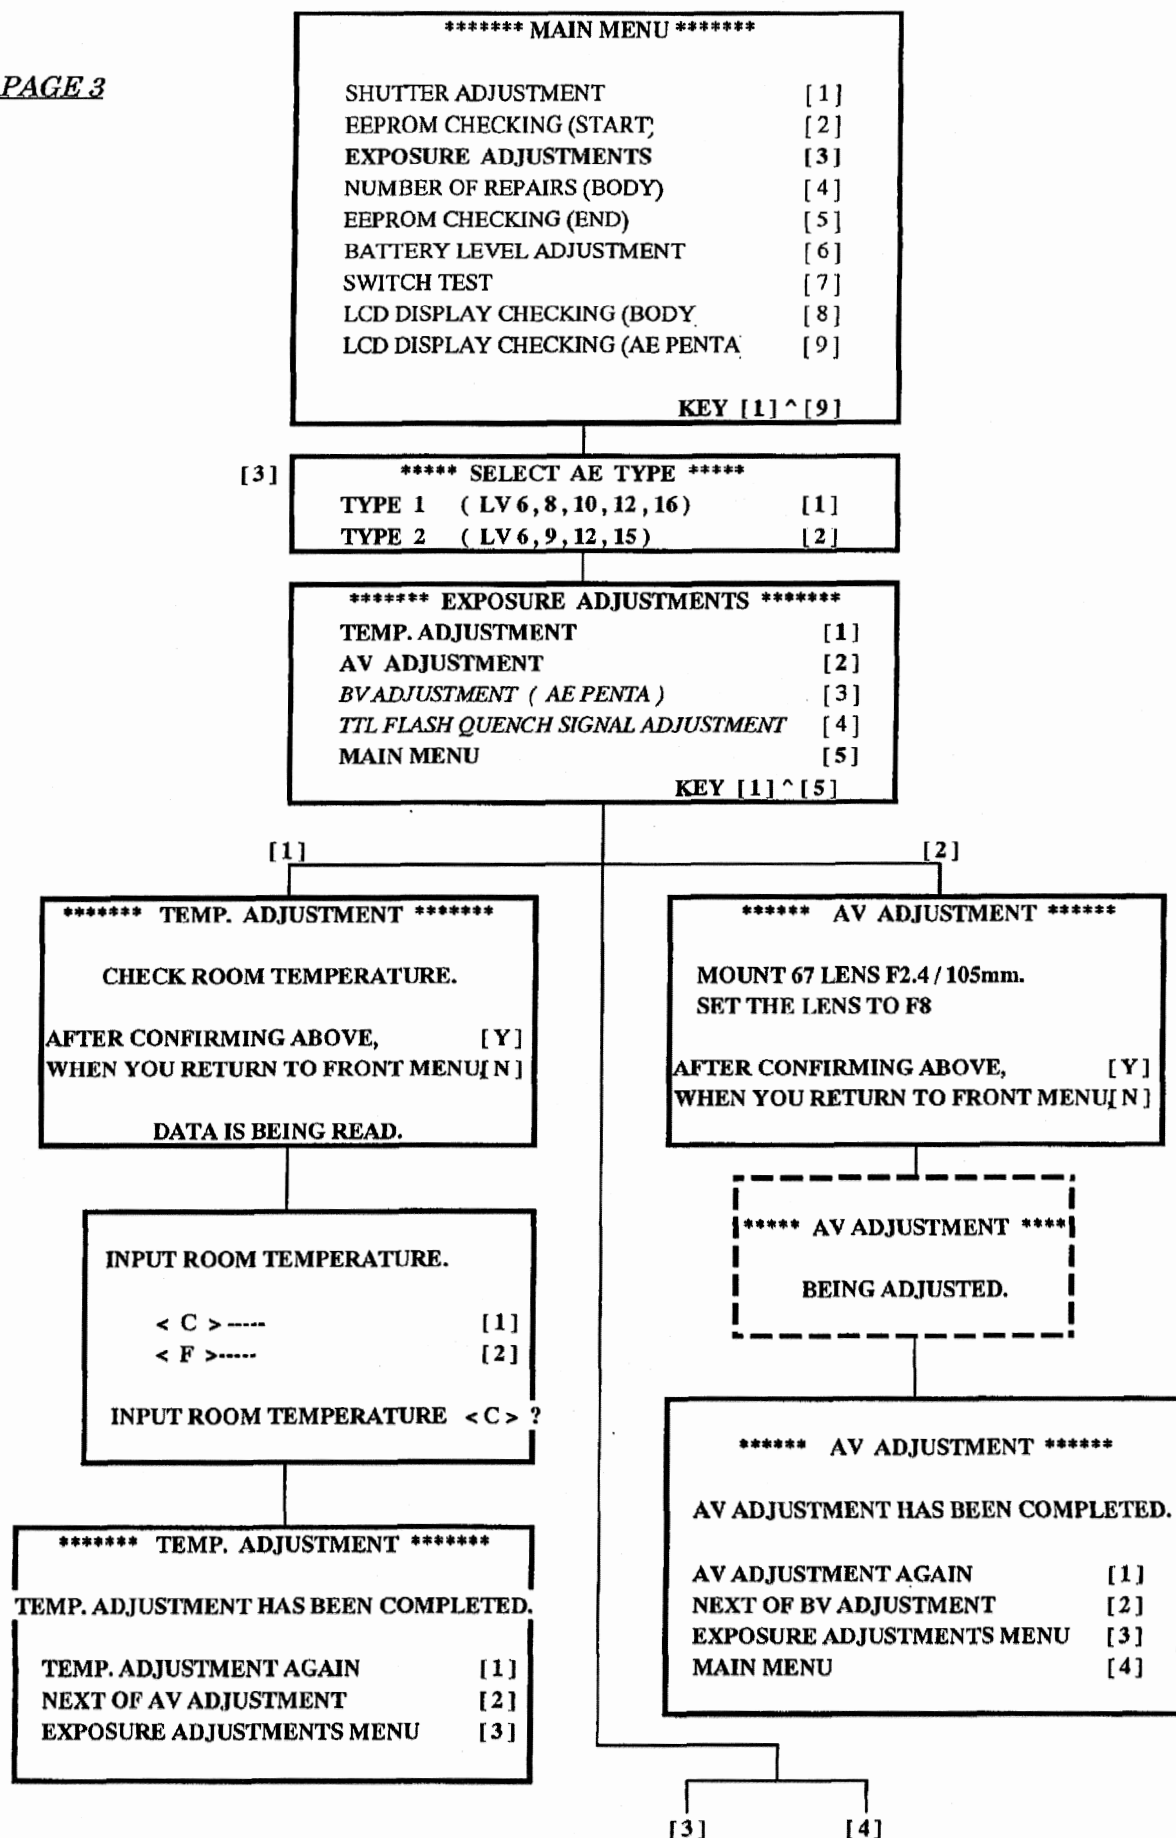 PAGE 3
******* MAIN MENU *******
SHUTTER ADJUSTMENT [1]
EEPROM CHECKING (START) [2]
EXPOSURE ADJUSTMENTS [3]
NUMBER OF REPAIRS (BODY) [4]
EEPROM CHECKING (END) [5]
BATTERY LEVEL ADJUSTMENT [6]
SWITCH TEST [7]
LCD DISPLAY CHECKING (BODY [8]
LCD DISPLAY CHECKING (AE PENTA [9]
KEY [1]^[9]
[3]
***** SELECT AE TYPE *****
TYPE 1 ( LV 6, 8, 10, 12, 16) [1]
TYPE 2 ( LV 6, 9, 12, 15) [2]
******* EXPOSURE ADJUSTMENTS *******
TEMP. ADJUSTMENT [1]
AV ADJUSTMENT [2]
BV ADJUSTMENT ( AE PENTA ) [3]
TTL FLASH QUENCH SIGNAL ADJUSTMENT [4]
MAIN MENU [5]
KEY [1]^[5]
[1]
******* TEMP. ADJUSTMENT *******
CHECK ROOM TEMPERATURE.
AFTER CONFIRMING ABOVE, [Y]
WHEN YOU RETURN TO FRONT MENU[N]
DATA IS BEING READ.
INPUT ROOM TEMPERATURE.
< C >----- [1]
< F >----- [2]
INPUT ROOM TEMPERATURE <C> ?
******* TEMP. ADJUSTMENT *******
TEMP. ADJUSTMENT HAS BEEN COMPLETED.
TEMP. ADJUSTMENT AGAIN [1]
NEXT OF AV ADJUSTMENT [2]
EXPOSURE ADJUSTMENTS MENU [3]
[2]
****** AV ADJUSTMENT ******
MOUNT 67 LENS F2.4 / 105mm.
SET THE LENS TO F8
AFTER CONFIRMING ABOVE, [Y]
WHEN YOU RETURN TO FRONT MENU[N]
***** AV ADJUSTMENT ****
BEING ADJUSTED.
****** AV ADJUSTMENT ******
AV ADJUSTMENT HAS BEEN COMPLETED.
AV ADJUSTMENT AGAIN [1]
NEXT OF BV ADJUSTMENT [2]
EXPOSURE ADJUSTMENTS MENU [3]
MAIN MENU [4]
[3] [4]